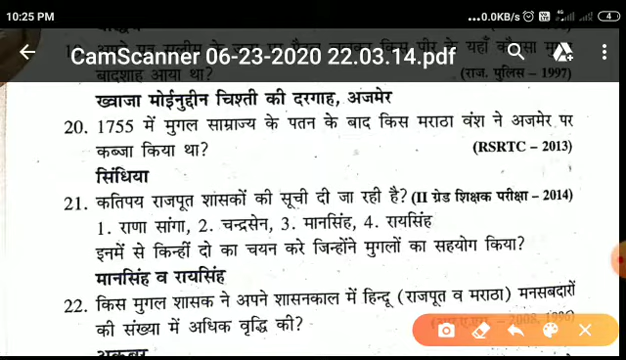 10:25 PM ...0.0KB/s 4
CamScanner 06-23-2020 22.03.14.pdf
बादशाह आया था? (राज. पुलिस – 1997)
ख्वाजा मोईनुद्दीन चिश्ती की दरगाह, अजमेर
20. 1755 में मुगल साम्राज्य के पतन के बाद किस मराठा वंश ने अजमेर पर
कब्जा किया था? (RSRTC – 2013)
सिंधिया
21. कतिपय राजपूत शासकों की सूची दी जा रही है? (II ग्रेड शिक्षक परीक्षा – 2014)
1. राणा सांगा, 2. चन्द्रसेन, 3. मानसिंह, 4. रायसिंह
इनमें से किन्हीं दो का चयन करे जिन्होंने मुगलों का सहयोग किया?
मानसिंह व रायसिंह
22. किस मुगल शासक ने अपने शासनकाल में हिन्दू (राजपूत व मराठा) मनसबदारों
की संख्या में अधिक वृद्धि की?
अकबर